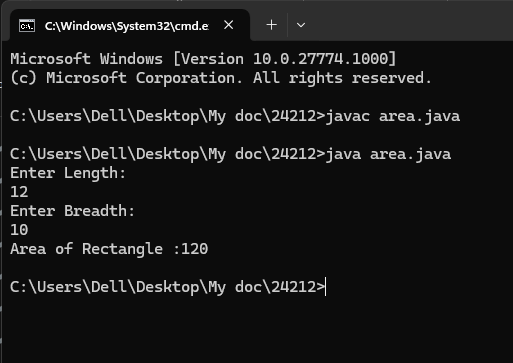 C:\Windows\System32\cmd.e
Microsoft Windows [Version 10.0.27774.1000]
(c) Microsoft Corporation. All rights reserved.
C:\Users\Dell\Desktop\My doc\24212>javac area.java
C:\Users\Dell\Desktop\My doc\24212>java area.java
Enter Length:
12
Enter Breadth:
10
Area of Rectangle :120
C:\Users\Dell\Desktop\My doc\24212>